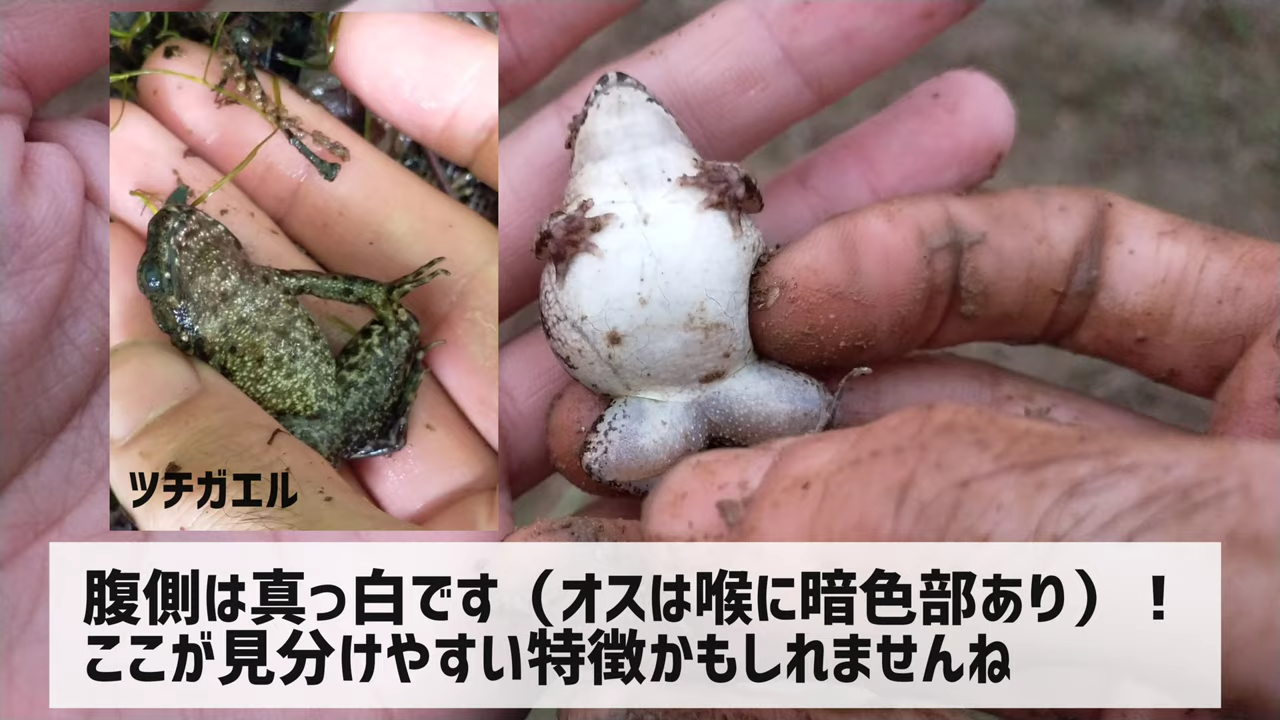 ツチガエル
腹側は真っ白です（オスは喉に暗色部あり）！
ここが見分けやすい特徴かもしれませんね